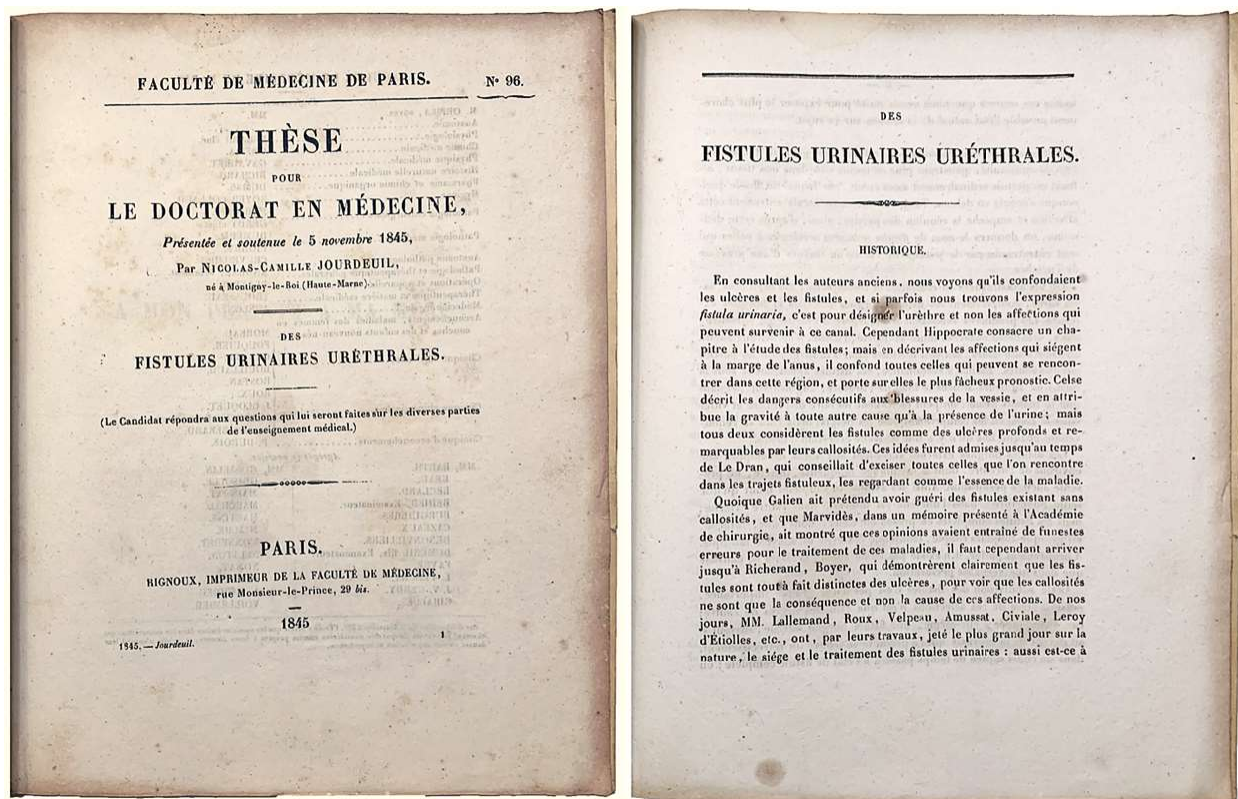 FACULTÉ DE MÉDECINE DE PARIS. N° 96.
THÈSE
POUR
LE DOCTORAT EN MÉDECINE,
Présentée et soutenue le 5 novembre 1845,
Par NICOLAS-CAMILLE JOURDEUIL,
né à Montigny-le-Roi (Haute-Marne).
DES
FISTULES URINAIRES URÉTHRALES.
(Le Candidat répondra aux questions qui lui seront faites sur les diverses parties
de l'enseignement médical.)
PARIS.
RIGNOUX, IMPRIMEUR DE LA FACULTÉ DE MÉDECINE,
rue Monsieur-le-Prince, 29 bis.
1845
1845. — Jourdeuil. 1
DES
FISTULES URINAIRES URÉTHRALES.
HISTORIQUE.
En consultant les auteurs anciens, nous voyons qu'ils confondaient
les ulcères et les fistules, et si parfois nous trouvons l'expression
fistula urinaria, c'est pour désigner l'urèthre et non les affections qui
peuvent survenir à ce canal. Cependant Hippocrate consacre un cha-
pitre à l'étude des fistules; mais en décrivant les affections qui siégent
à la marge de l'anus, il confond toutes celles qui peuvent se rencon-
trer dans cette région, et porte sur elles le plus fâcheux pronostic. Celse
décrit les dangers consécutifs aux blessures de la vessie, et en attri-
bue la gravité à toute autre cause qu'à la présence de l'urine; mais
tous deux considèrent les fistules comme des ulcères profonds et re-
marquables par leurs callosités. Ces idées furent admises jusqu'au temps
de Le Dran, qui conseillait d'exciser toutes celles que l'on rencontre
dans les trajets fistuleux, les regardant comme l'essence de la maladie.
Quoique Galien ait prétendu avoir guéri des fistules existant sans
callosités, et que Marvidès, dans un mémoire présenté à l'Académie
de chirurgie, ait montré que ces opinions avaient entraîné de funestes
erreurs pour le traitement de ces maladies, il faut cependant arriver
jusqu'à Richerand, Boyer, qui démontrèrent clairement que les fis-
tules sont tout à fait distinctes des ulcères, pour voir que les callosités
ne sont que la conséquence et non la cause de ces affections. De nos
jours, MM. Lallemand, Roux, Velpeau, Amussat, Civiale, Leroy
d'Étiolles, etc., ont, par leurs travaux, jeté le plus grand jour sur la
nature, le siége et le traitement des fistules urinaires : aussi est-ce à